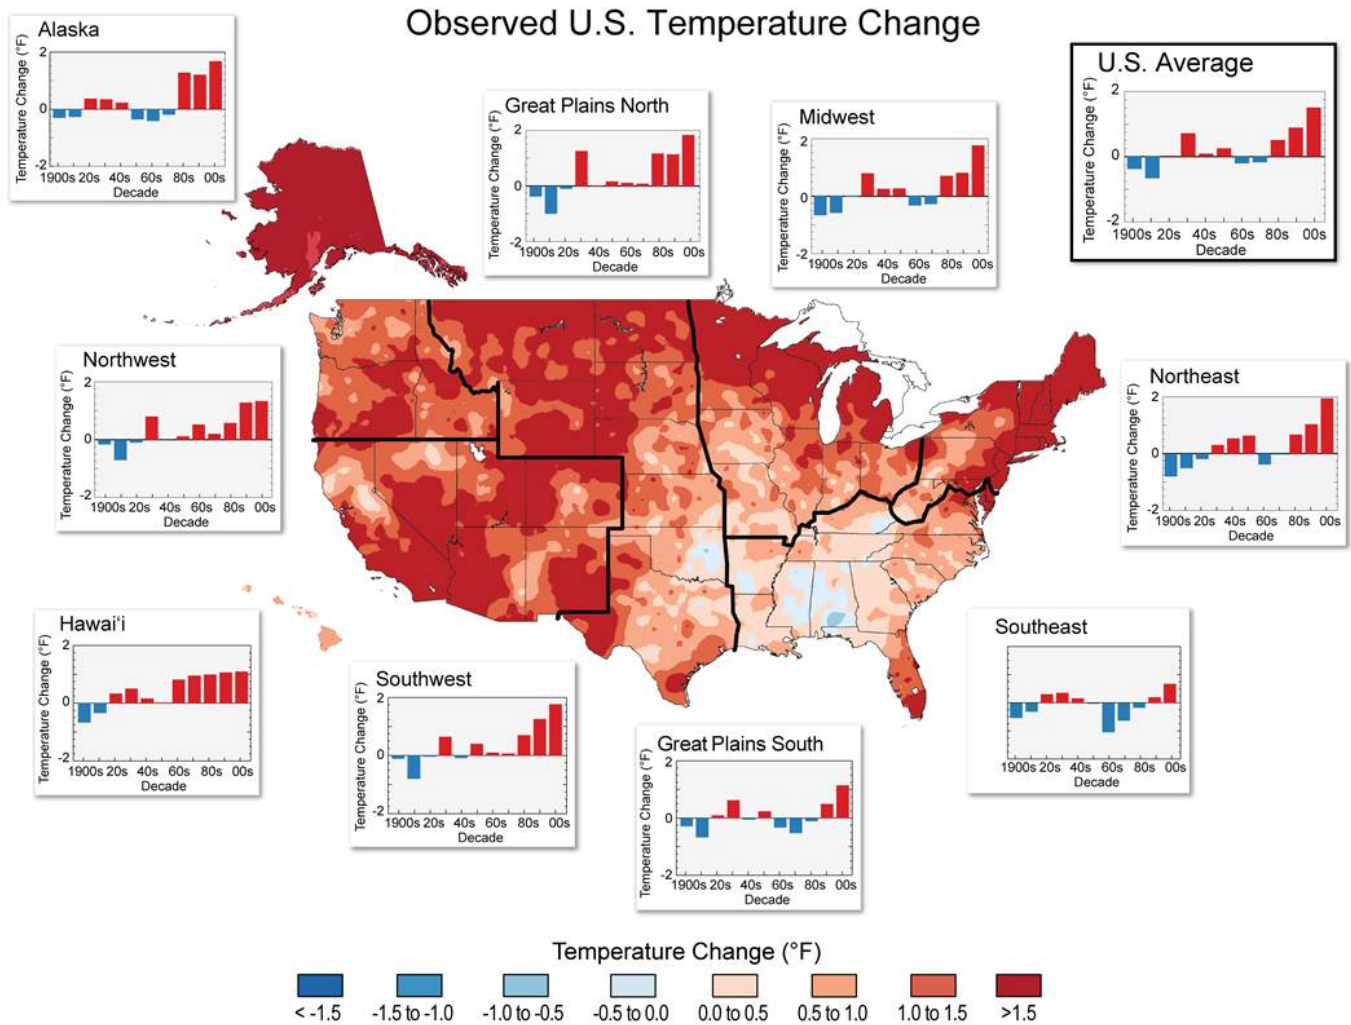 Observed U.S. Temperature Change
Alaska
Temperature Change (°F)
2
0
-2
1900s 20s 40s 60s 80s 00s
Decade
Great Plains North
Temperature Change (°F)
2
0
-2
1900s 20s 40s 60s 80s 00s
Decade
Midwest
Temperature Change (°F)
2
0
-2
1900s 20s 40s 60s 80s 00s
Decade
U.S. Average
Temperature Change (°F)
2
0
-2
1900s 20s 40s 60s 80s 00s
Decade
Northwest
Temperature Change (°F)
2
0
-2
1900s 20s 40s 60s 80s 00s
Decade
Northeast
Temperature Change (°F)
2
0
-2
1900s 20s 40s 60s 80s 00s
Decade
Hawai‘i
Temperature Change (°F)
2
0
-2
1900s 20s 40s 60s 80s 00s
Decade
Southwest
Temperature Change (°F)
2
0
-2
1900s 20s 40s 60s 80s 00s
Decade
Great Plains South
Temperature Change (°F)
2
0
-2
1900s 20s 40s 60s 80s 00s
Decade
Southeast
1900s 20s 40s 60s 80s 00s
Decade
Temperature Change (°F)
< -1.5 -1.5 to -1.0 -1.0 to -0.5 -0.5 to 0.0 0.0 to 0.5 0.5 to 1.0 1.0 to 1.5 >1.5